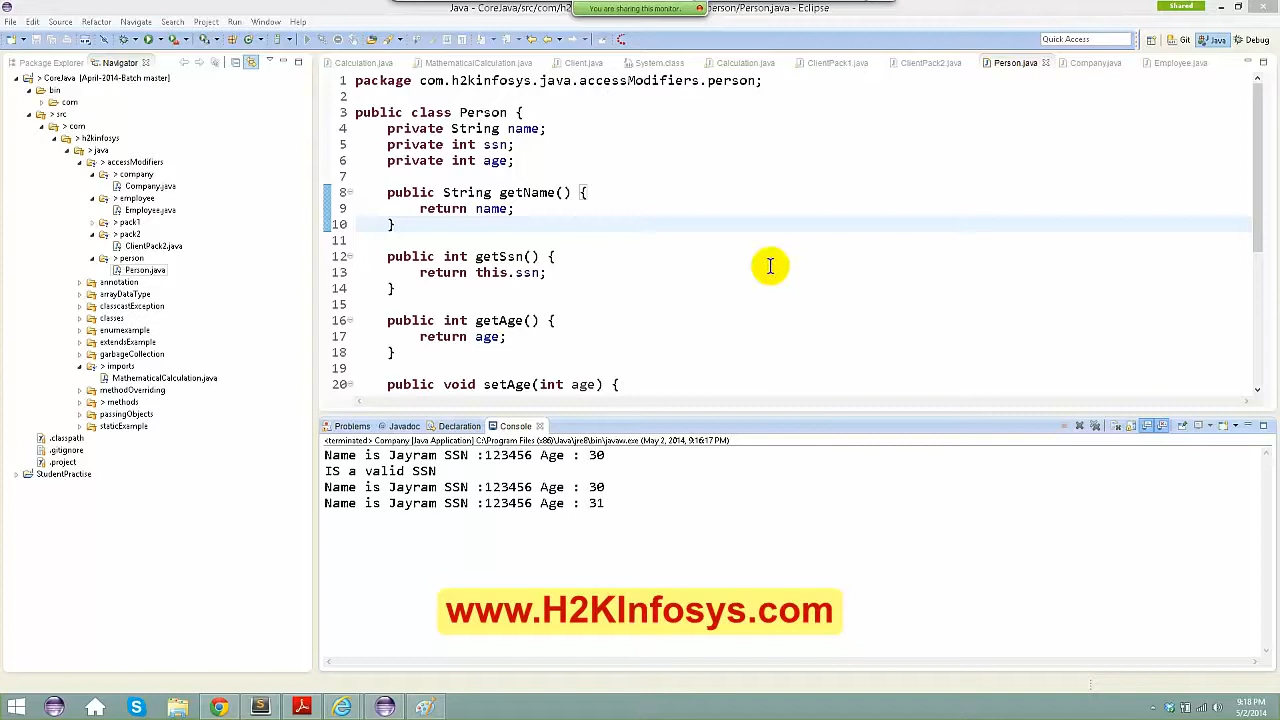 Java - CoreJava/src/com/h2
You are sharing this monitor.
erson/Person.java - Eclipse
Shared
File Edit Source Refactor Navigate Search Project Run Window Help
Quick Access
Git
Java
Debug
Package Explorer
Navigator
> CoreJava [April-2014-Batch master]
bin
com
> src
> com
> h2kinfosys
> java
> accessModifiers
> company
Company.java
> employee
Employee.java
> pack1
> pack2
ClientPack2.java
> person
Person.java
annotation
arrayDataType
classcastException
classes
enumexample
extendsExample
garbageCollection
> imports
MathematicalCalculation.java
methodOverriding
> methods
passingObjects
staticExample
.classpath
.gitignore
.project
StudentPractise
Calculation.java
MathematicalCalculation.java
Client.java
System.class
Calculation.java
ClientPack1.java
ClientPack2.java
Person.java
Company.java
Employee.java
1 package com.h2kinfosys.java.accessModifiers.person;
2
3 public class Person {
4 private String name;
5 private int ssn;
6 private int age;
7
8 public String getName() {
9 return name;
10 }
11
12 public int getSsn() {
13 return this.ssn;
14 }
15
16 public int getAge() {
17 return age;
18 }
19
20 public void setAge(int age) {
Problems
Javadoc
Declaration
Console
<terminated> Company [Java Application] C:\Program Files (x86)\Java\jre8\bin\javaw.exe (May 2, 2014, 9:16:17 PM)
Name is Jayram SSN :123456 Age : 30
IS a valid SSN
Name is Jayram SSN :123456 Age : 30
Name is Jayram SSN :123456 Age : 31
www.H2KInfosys.com
9:18 PM
5/2/2014